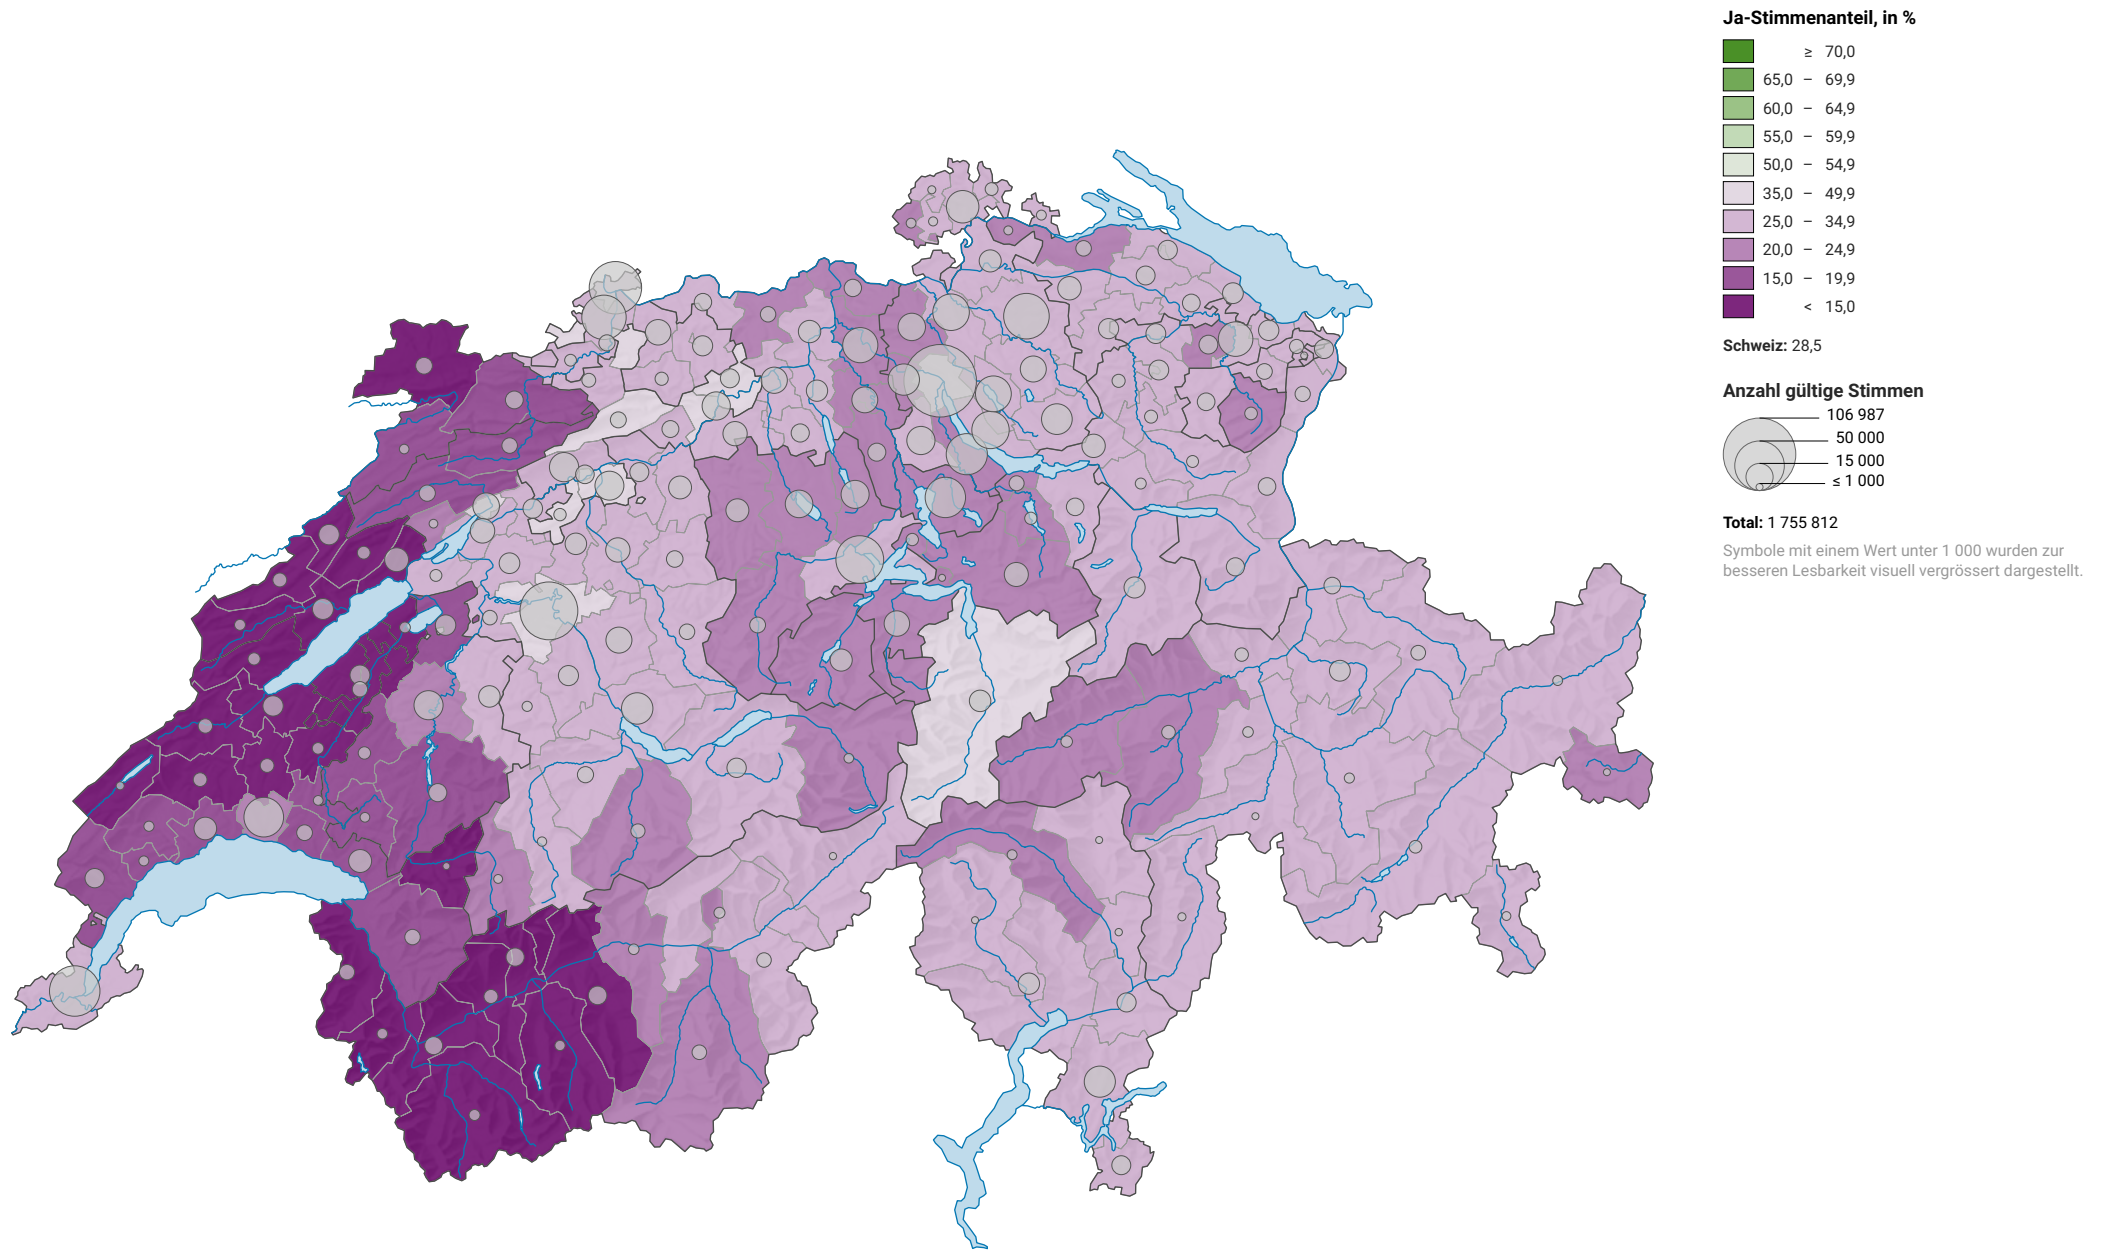 Ja-Stimmenanteil, in %
≥ 70,0
65,0 – 69,9
60,0 – 64,9
55,0 – 59,9
50,0 – 54,9
35,0 – 49,9
25,0 – 34,9
20,0 – 24,9
15,0 – 19,9
< 15,0
Schweiz: 28,5
Anzahl gültige Stimmen
106 987
50 000
15 000
≤ 1 000
Total: 1 755 812
Symbole mit einem Wert unter 1 000 wurden zur
besseren Lesbarkeit visuell vergrössert dargestellt.